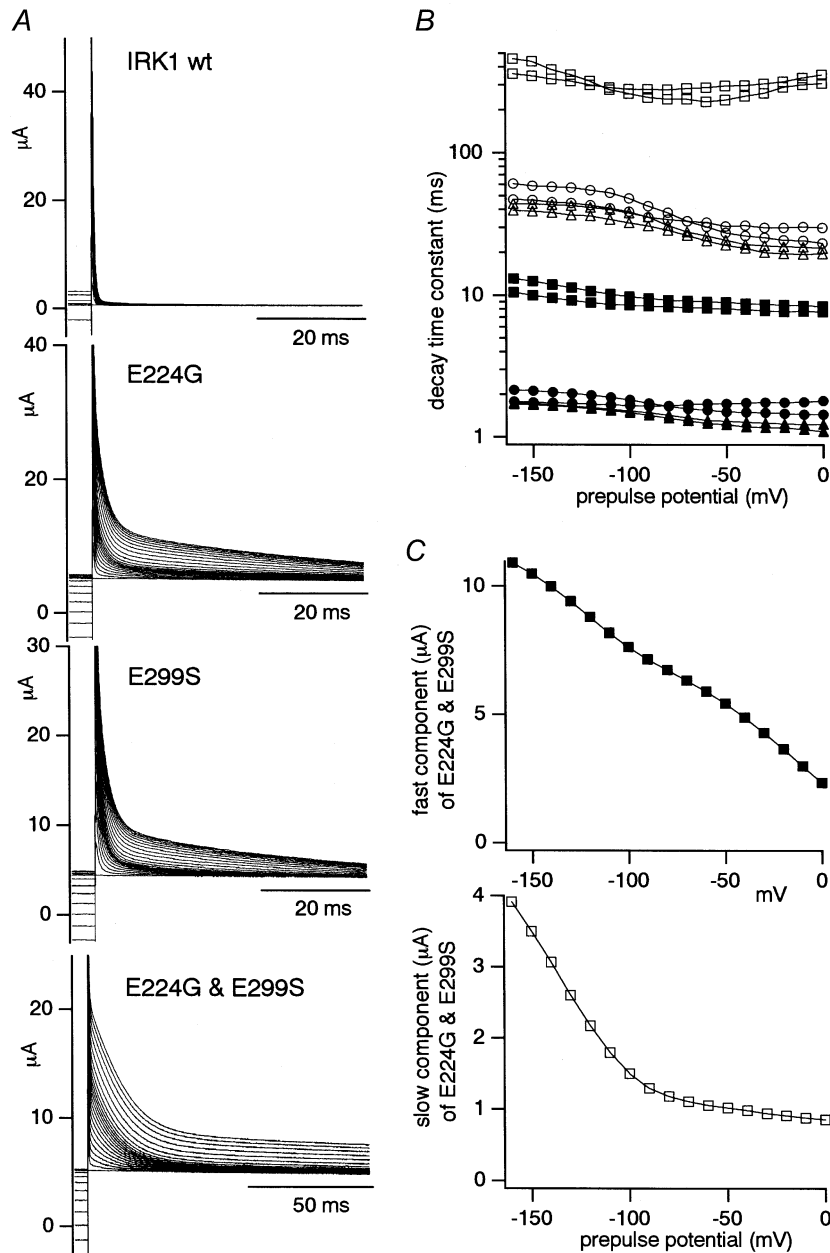 A
IRK1 wt
40
20
0
µA
20 ms
E224G
40
20
0
µA
20 ms
E299S
30
20
10
0
µA
20 ms
E224G & E299S
20
10
0
µA
50 ms
B
100
10
1
decay time constant (ms)
-150 -100 -50 0
prepulse potential (mV)
C
10
5
0
fast component (µA)
of E224G & E299S
-150 -100 -50 0
mV
4
3
2
1
0
slow component (µA)
of E224G & E299S
-150 -100 -50 0
prepulse potential (mV)